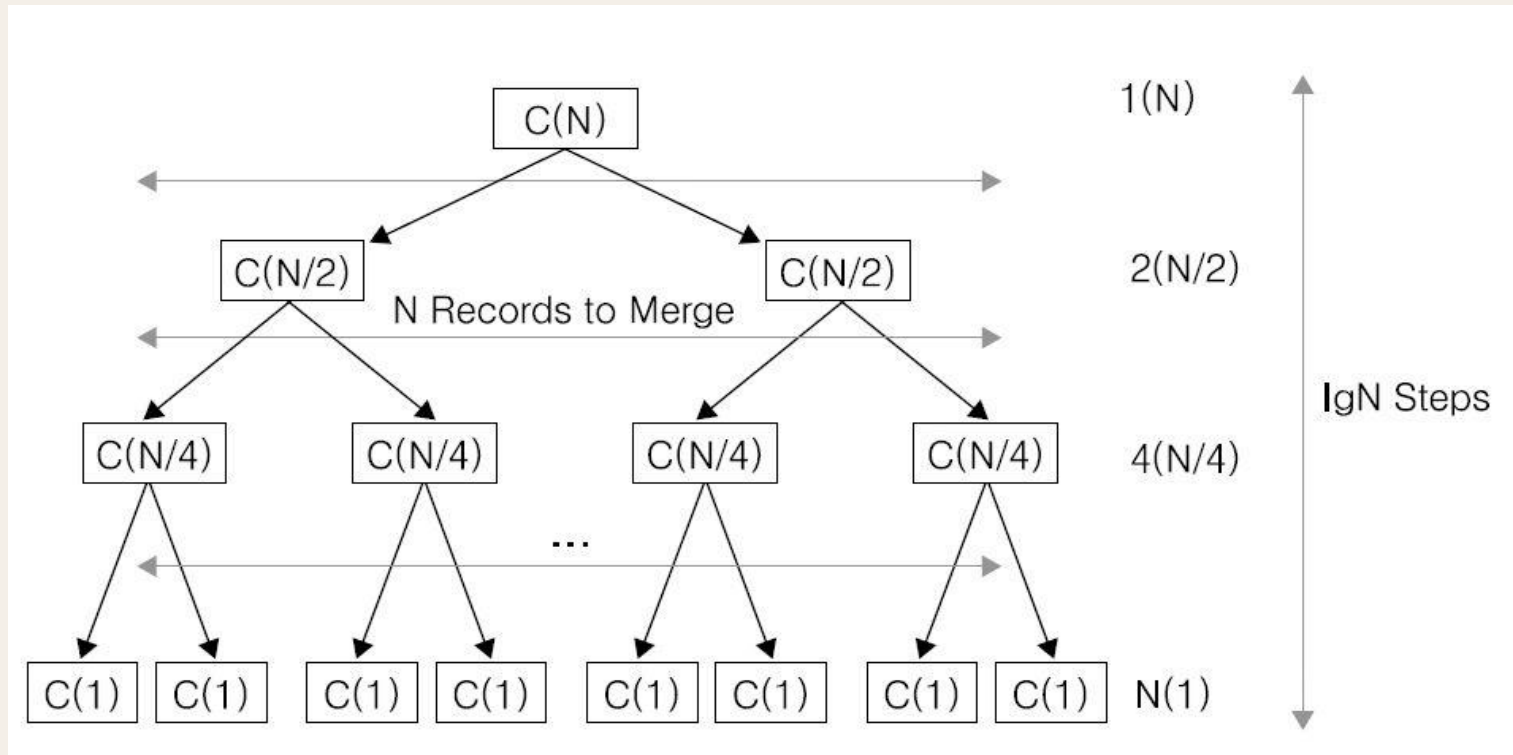 C(N)
1(N)
C(N/2)
C(N/2)
2(N/2)
N Records to Merge
lgN Steps
C(N/4)
C(N/4)
C(N/4)
C(N/4)
4(N/4)
...
C(1)
C(1)
C(1)
C(1)
C(1)
C(1)
C(1)
C(1)
N(1)